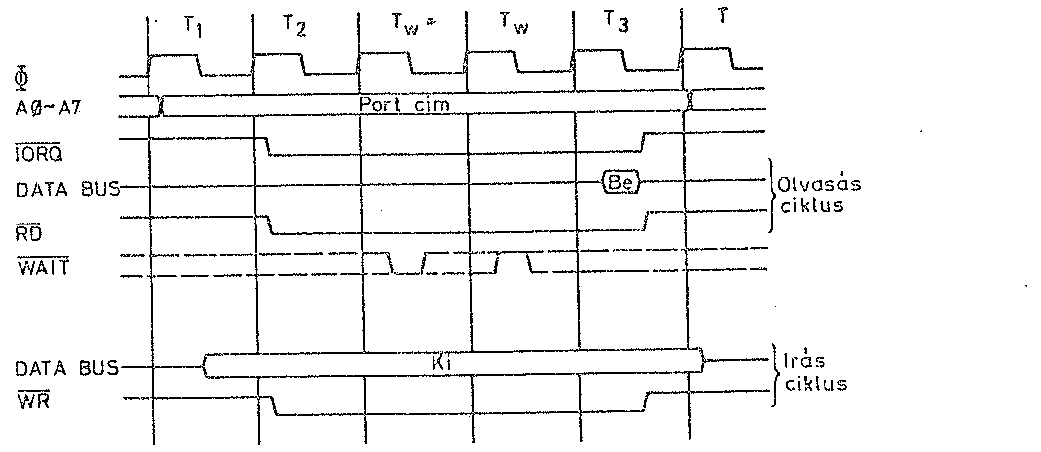 T1 T2 Tw* Tw T3 T
Φ
AØ~A7 Port cím
IORQ
DATA BUS Be Olvasás
ciklus
RD
WAIT
DATA BUS Ki Irás
ciklus
WR